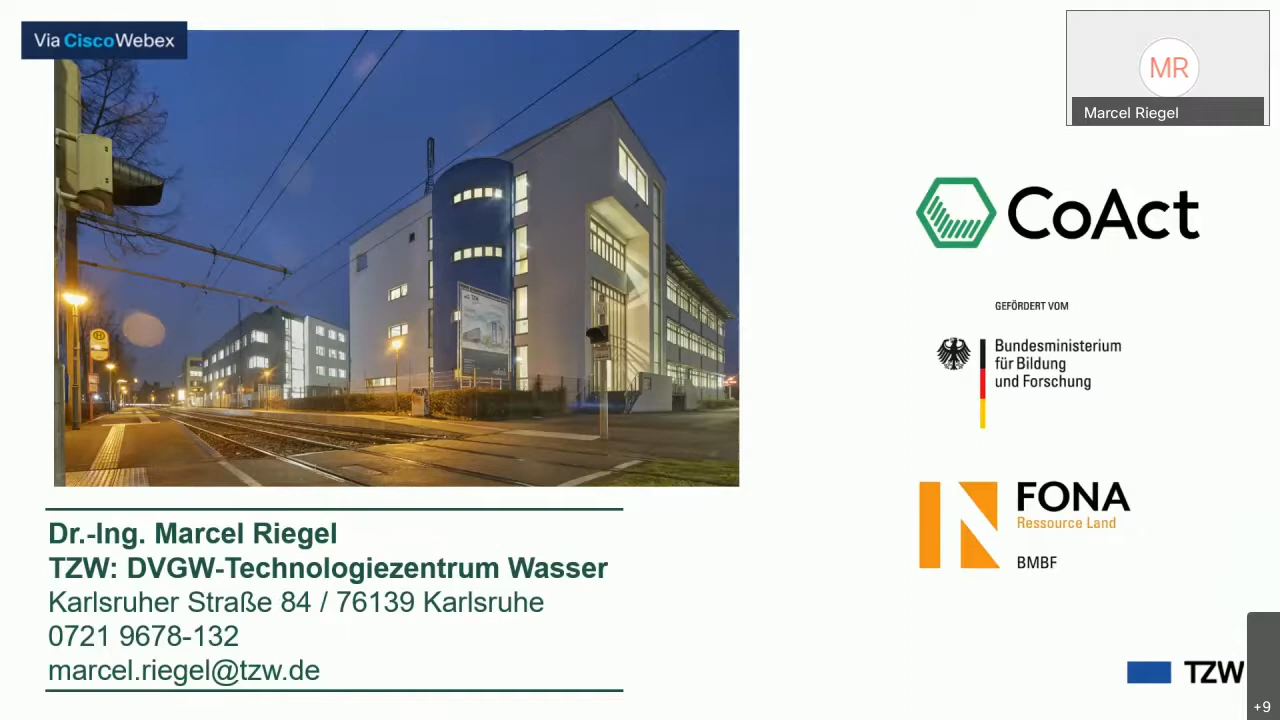 Via CiscoWebex
MR
Marcel Riegel
CoAct
GEFÖRDERT VOM
Bundesministerium
für Bildung
und Forschung
FONA
Ressource Land
BMBF
Dr.-Ing. Marcel Riegel
TZW: DVGW-Technologiezentrum Wasser
Karlsruher Straße 84 / 76139 Karlsruhe
0721 9678-132
marcel.riegel@tzw.de
TZW
+9